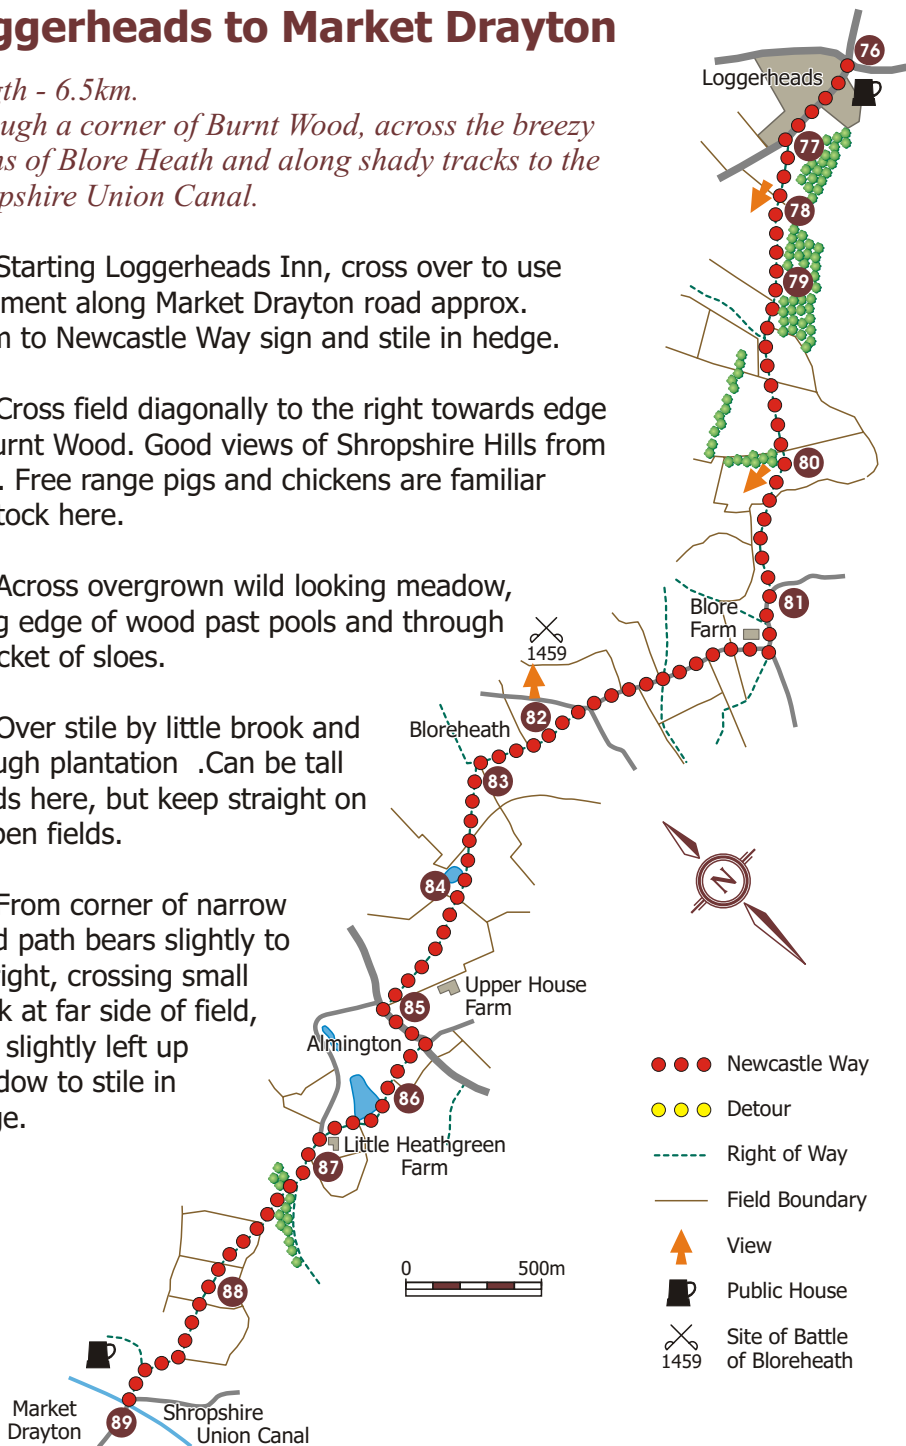 ggerheads to Market Drayton
gth - 6.5km.
ugh a corner of Burnt Wood, across the breezy
ns of Blore Heath and along shady tracks to the
pshire Union Canal.
Starting Loggerheads Inn, cross over to use
ment along Market Drayton road approx.
m to Newcastle Way sign and stile in hedge.
Cross field diagonally to the right towards edge
urnt Wood. Good views of Shropshire Hills from
. Free range pigs and chickens are familiar
tock here.
Across overgrown wild looking meadow,
g edge of wood past pools and through
cket of sloes.
Over stile by little brook and
ugh plantation .Can be tall
ds here, but keep straight on
pen fields.
From corner of narrow
d path bears slightly to
right, crossing small
k at far side of field,
slightly left up
dow to stile in
ge.
76
Loggerheads
77
78
79
80
81
Blore
Farm
1459
82
Bloreheath
83
84
N
85
Upper House
Farm
Almington
86
Little Heathgreen
Farm
87
88
89
Market
Drayton
Shropshire
Union Canal
0 500m
Newcastle Way
Detour
Right of Way
Field Boundary
View
Public House
Site of Battle
of Bloreheath
1459